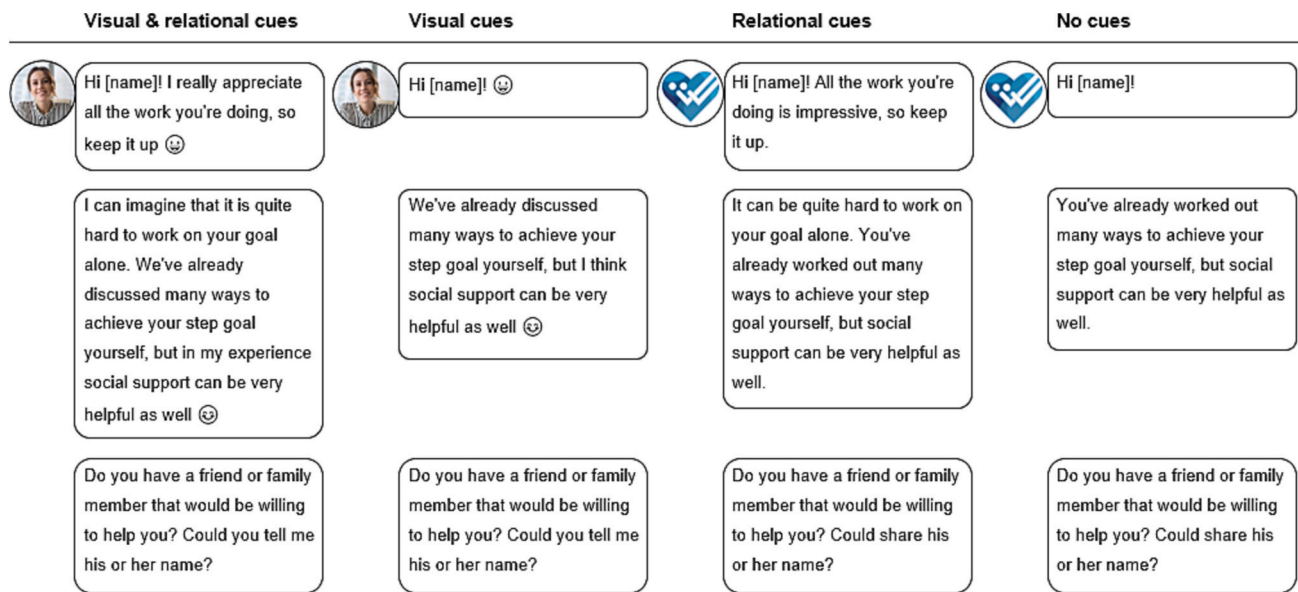 Visual & relational cues
Visual cues
Relational cues
No cues
Hi [name]! I really appreciate
all the work you're doing, so
keep it up 😀
Hi [name]! 😀
Hi [name]! All the work you're
doing is impressive, so keep
it up.
Hi [name]!
I can imagine that it is quite
hard to work on your goal
alone. We've already
discussed many ways to
achieve your step goal
yourself, but in my experience
social support can be very
helpful as well 😊
We've already discussed
many ways to achieve your
step goal yourself, but I think
social support can be very
helpful as well 😊
It can be quite hard to work on
your goal alone. You've
already worked out many
ways to achieve your step
goal yourself, but social
support can be very helpful as
well.
You've already worked out
many ways to achieve your
step goal yourself, but social
support can be very helpful as
well.
Do you have a friend or family
member that would be willing
to help you? Could you tell me
his or her name?
Do you have a friend or family
member that would be willing
to help you? Could you tell me
his or her name?
Do you have a friend or family
member that would be willing
to help you? Could share his
or her name?
Do you have a friend or family
member that would be willing
to help you? Could share his
or her name?